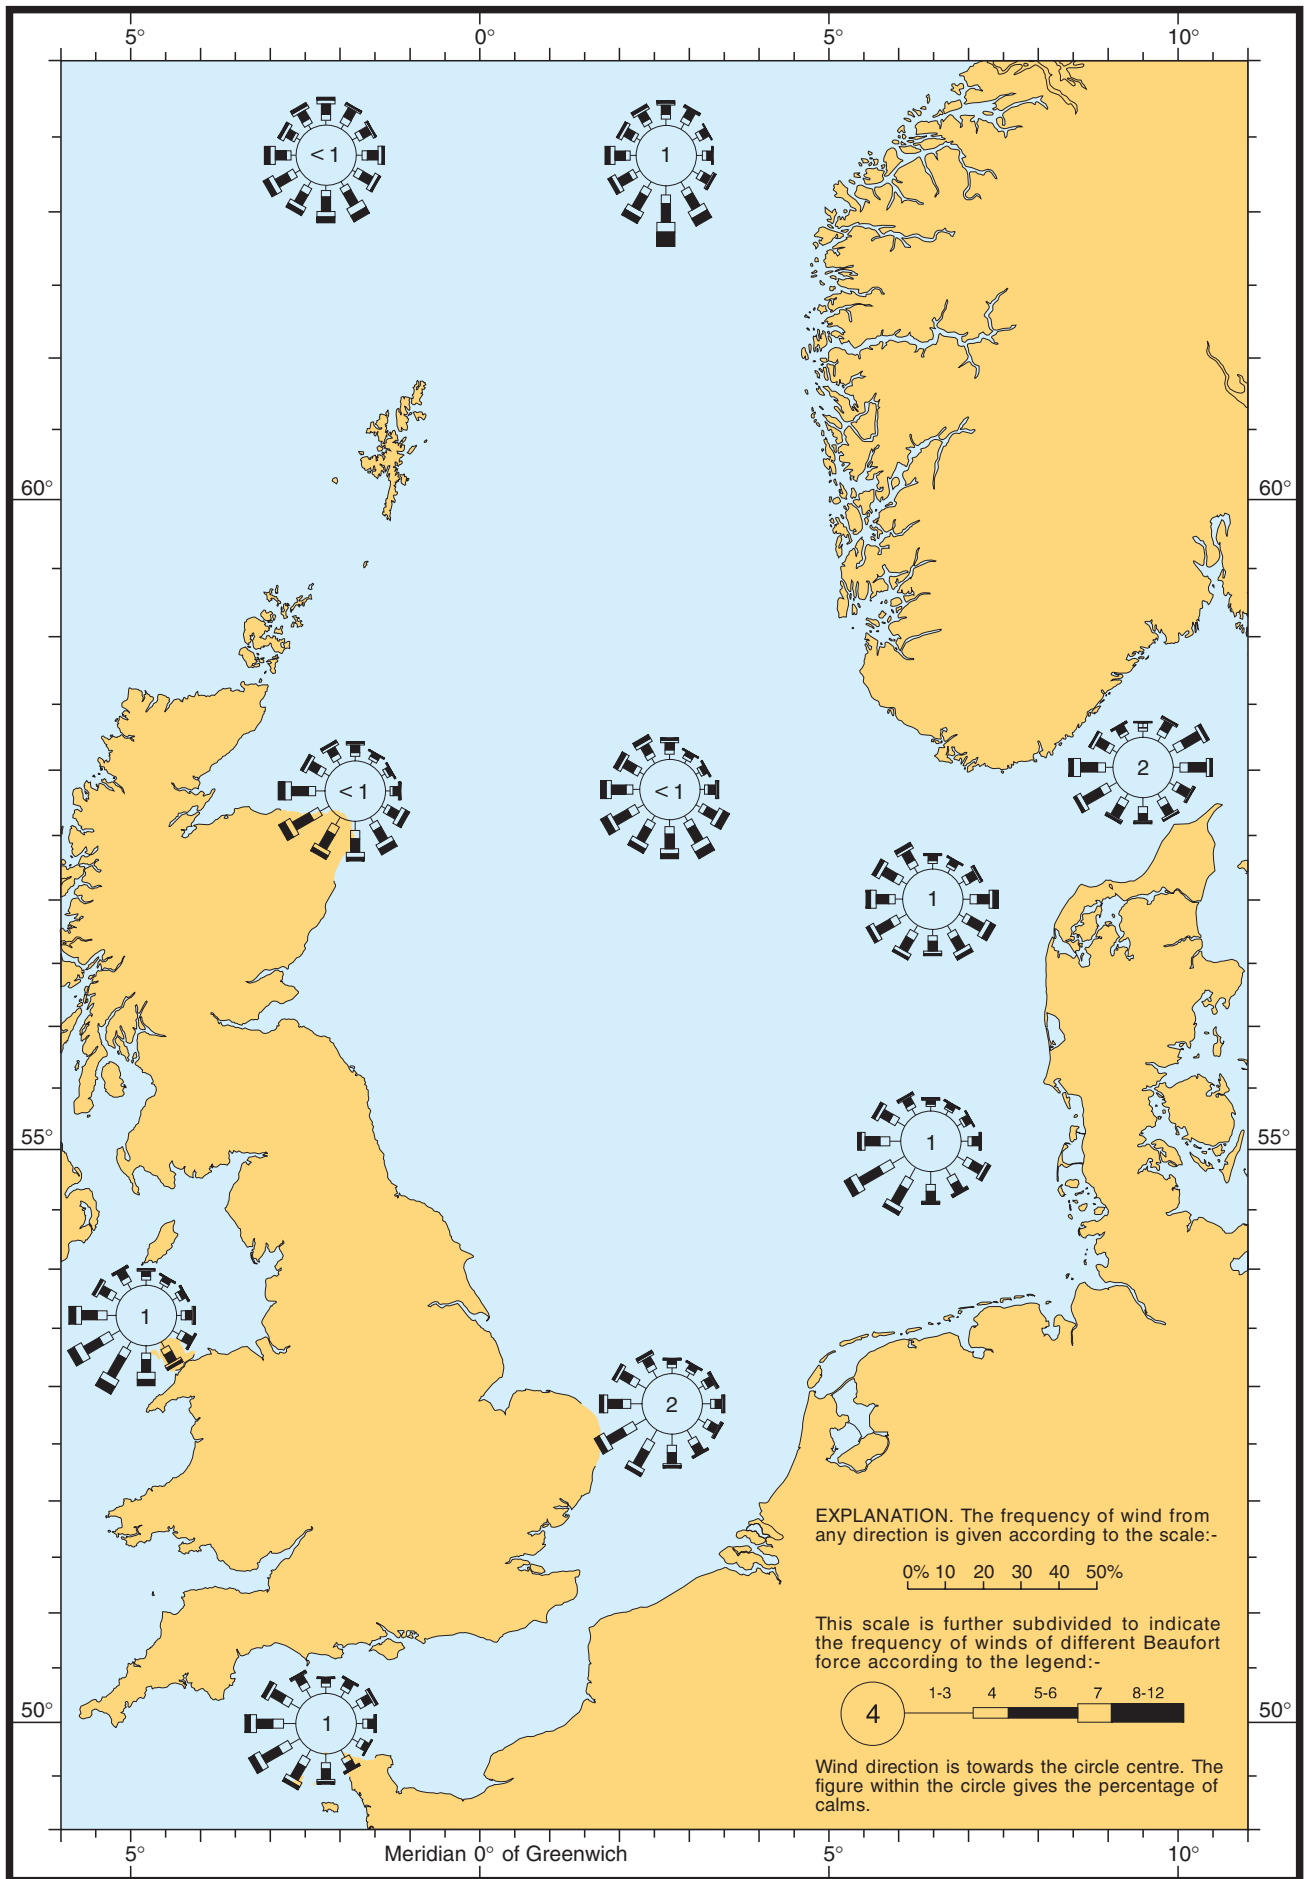 5° 0° 5° 10°
< 1 1
60° 60°
2
< 1 < 1
1
1
55° 55°
1
2
EXPLANATION. The frequency of wind from
any direction is given according to the scale:-
0% 10 20 30 40 50%
This scale is further subdivided to indicate
the frequency of winds of different Beaufort
force according to the legend:-
1-3 4 5-6 7 8-12
4
50° 50°
1
Wind direction is towards the circle centre. The
figure within the circle gives the percentage of
calms.
5° Meridian 0° of Greenwich 5° 10°